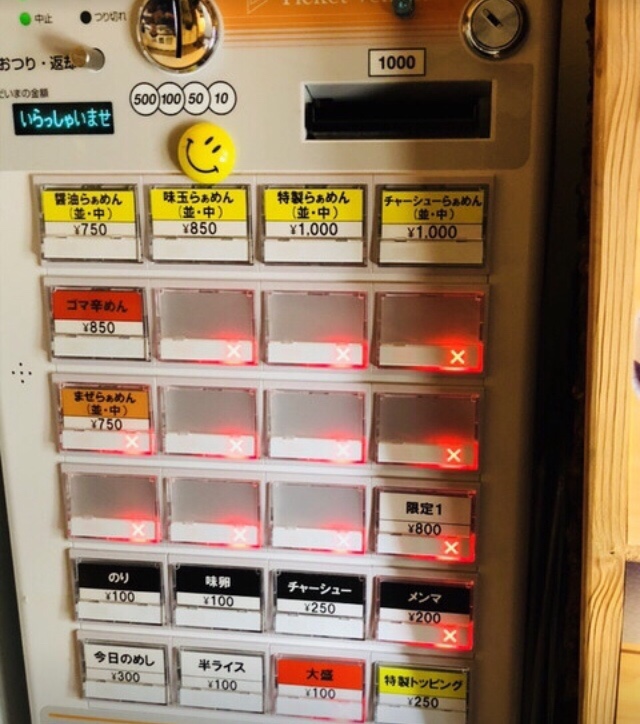 Ticket
中止 つり切れ
おつり・返却
1000
いまの金額
500 100 50 10
いらっしゃいませ
醤油らぁめん 味玉らぁめん 特製らぁめん チャーシューらぁめん
(並・中) (並・中) (並・中) (並・中)
¥750 ¥850 ¥1,000 ¥1,000
ゴマ辛めん
¥850
まぜらぁめん
(並・中)
¥750
限定1
¥800
のり 味卵 チャーシュー メンマ
¥100 ¥100 ¥250 ¥200
今日のめし 半ライス 大盛 特製トッピング
¥300 ¥100 ¥100 ¥250